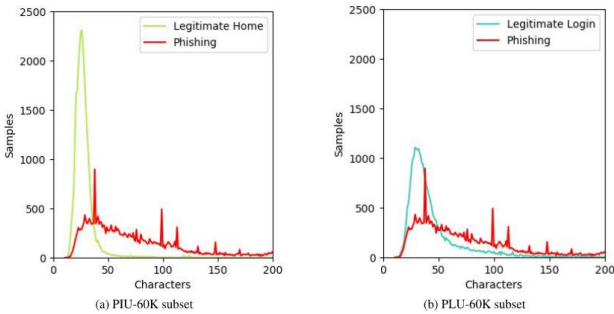 2500
2000
1500
1000
500
0
Samples
0 50 100 150 200
Characters
Legitimate Home
Phishing
(a) PIU-60K subset
2500
2000
1500
1000
500
0
Samples
0 50 100 150 200
Characters
Legitimate Login
Phishing
(b) PLU-60K subset